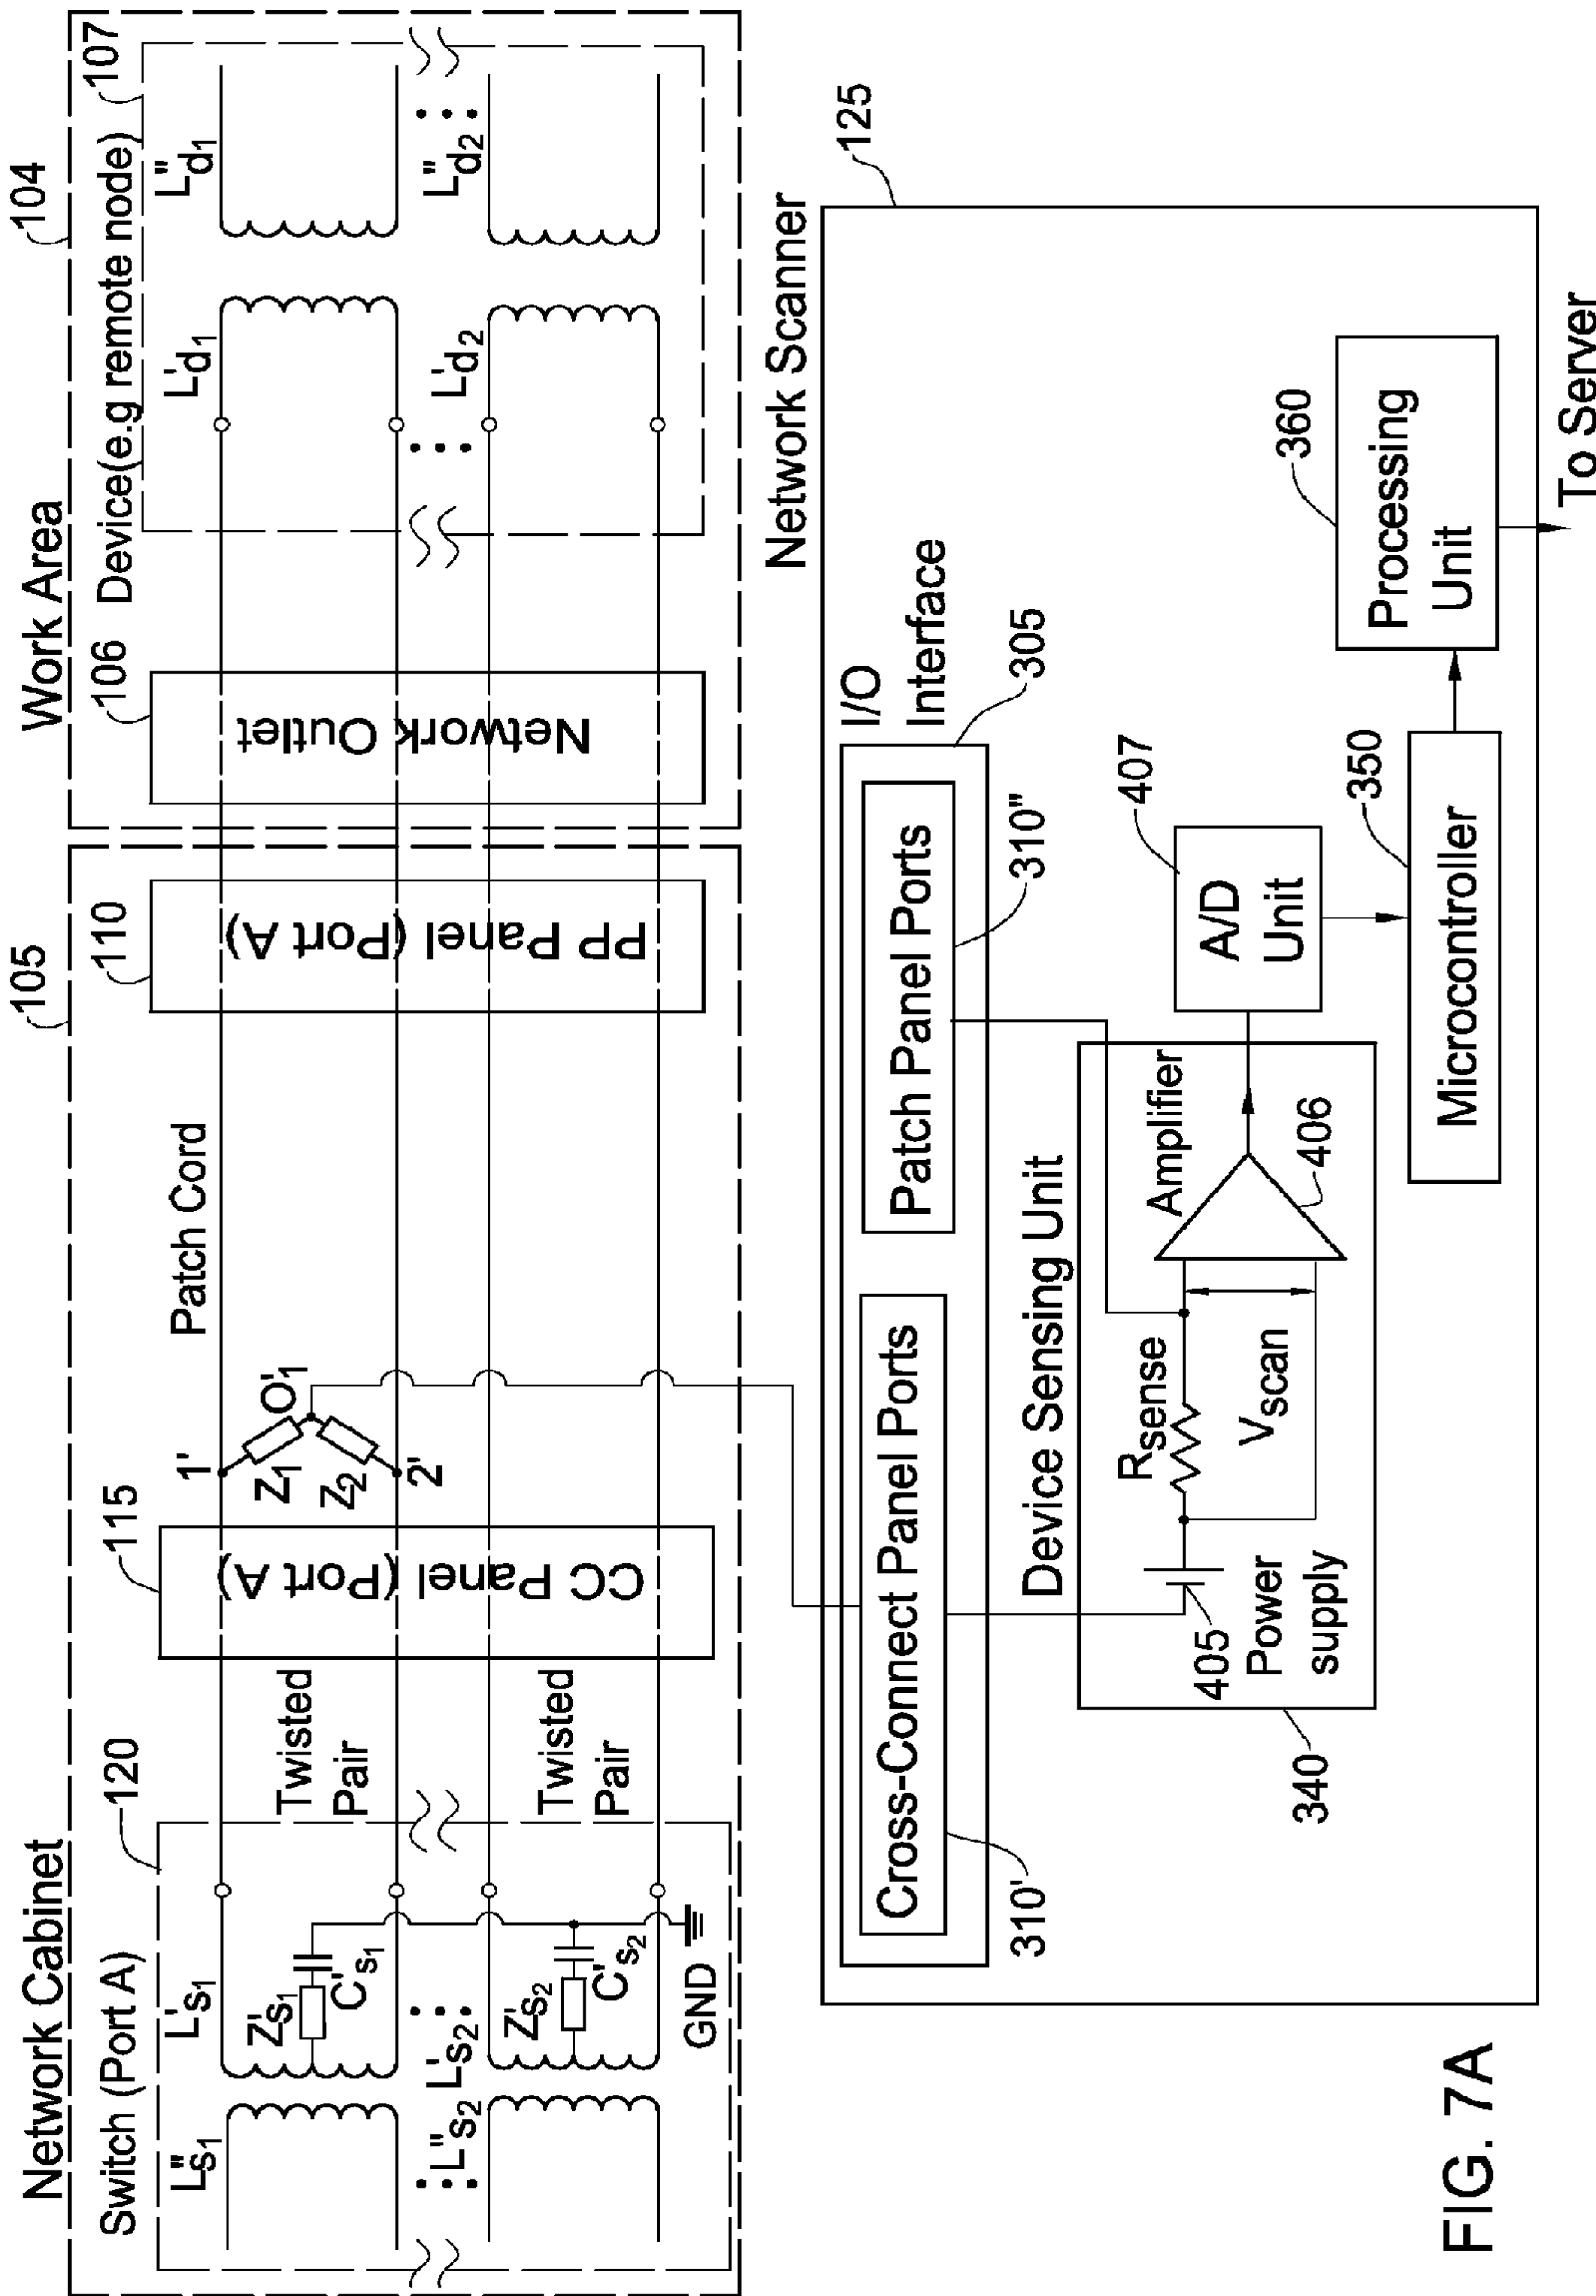 Network Cabinet
105
Work Area
104
Switch (Port A)
120
115
Patch Cord
110
106
Device(e.g remote node)
107
L"s1
L's1
Z's1
C's1
Twisted
Pair
1'
Z1
O'1
Z2
2'
CC Panel (Port A)
PP Panel (Port A)
Network Outlet
L'd1
L"d1
L"s2
L's2
Z's2
C's2
GND
Twisted
Pair
L'd2
L"d2
Network Scanner
125
I/O
Interface
305
Cross-Connect Panel Ports
310'
Patch Panel Ports
310"
Device Sensing Unit
340
405
Power
supply
Rsense
Vscan
Amplifier
406
A/D
Unit
407
Microcontroller
350
Processing
Unit
360
To Server
FIG. 7A